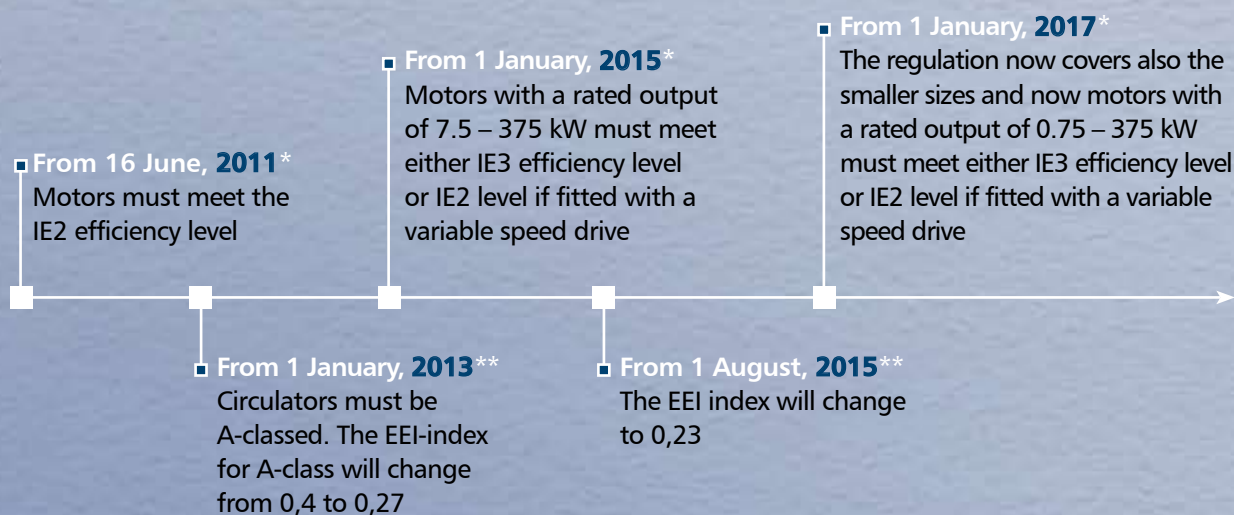 From 16 June, 2011*
Motors must meet the
IE2 efficiency level
From 1 January, 2013**
Circulators must be
A-classed. The EEI-index
for A-class will change
from 0,4 to 0,27
From 1 January, 2015*
Motors with a rated output
of 7.5 – 375 kW must meet
either IE3 efficiency level
or IE2 level if fitted with a
variable speed drive
From 1 August, 2015**
The EEI index will change
to 0,23
From 1 January, 2017*
The regulation now covers also the
smaller sizes and now motors with
a rated output of 0.75 – 375 kW
must meet either IE3 efficiency level
or IE2 level if fitted with a variable
speed drive